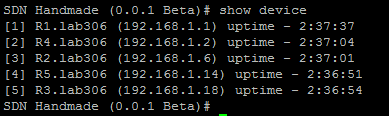 SDN Handmade (0.0.1 Beta)# show device
[1] R1.lab306 (192.168.1.1) uptime - 2:37:37
[2] R4.lab306 (192.168.1.2) uptime - 2:37:04
[3] R2.lab306 (192.168.1.6) uptime - 2:37:01
[4] R5.lab306 (192.168.1.14) uptime - 2:36:51
[5] R3.lab306 (192.168.1.18) uptime - 2:36:54
SDN Handmade (0.0.1 Beta)#